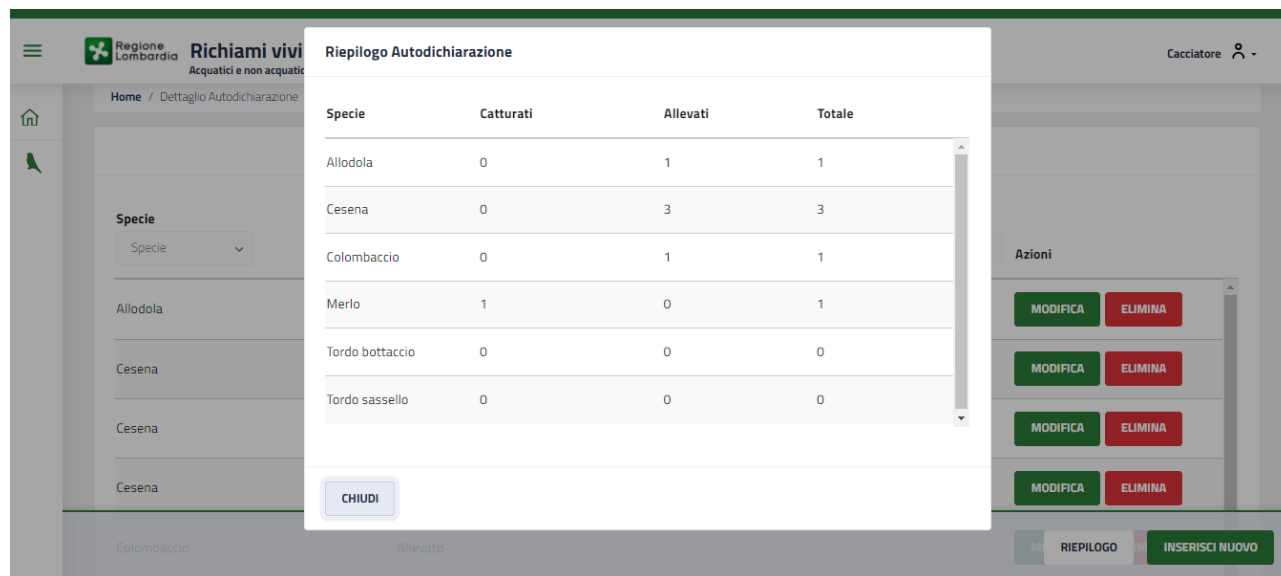 Regione
Lombardia
Richiami vivi
Acquatici e non acquatic
Cacciatore
Home / Dettaglio Autodichiarazione
Riepilogo Autodichiarazione
Specie Catturati Allevati Totale
Allodola 0 1 1
Cesena 0 3 3
Colombaccio 0 1 1
Merlo 1 0 1
Tordo bottaccio 0 0 0
Tordo sassello 0 0 0
CHIUDI
Specie
Specie
Azioni
Allodola MODIFICA ELIMINA
Cesena MODIFICA ELIMINA
Cesena MODIFICA ELIMINA
Cesena MODIFICA ELIMINA
Colombaccio Allevato
RIEPILOGO INSERISCI NUOVO